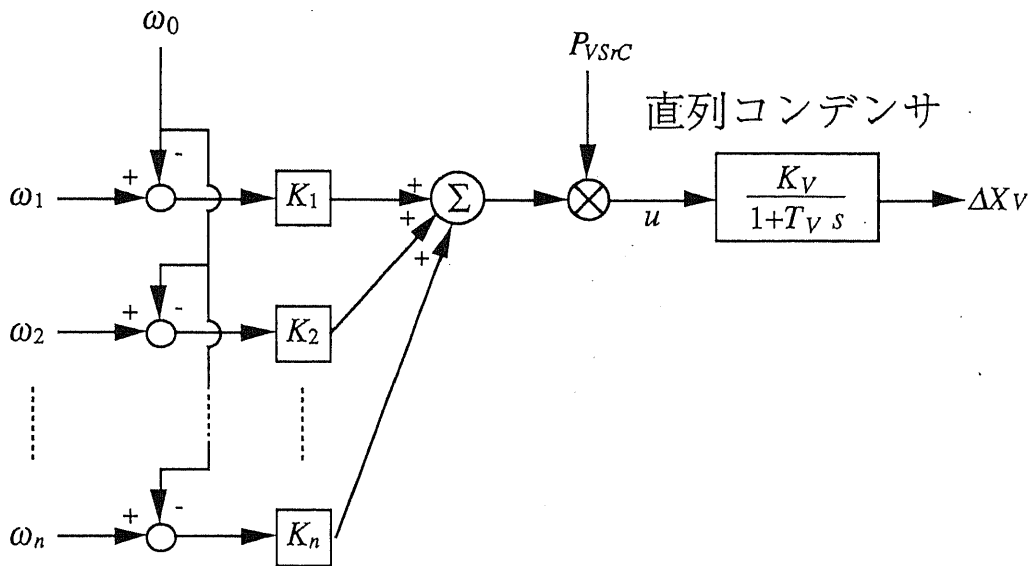 ω0
PVSrC
直列コンデンサ
-
+
ω1
K1
+
Σ
+
+
u
KV
1+TV s
ΔXV
+
-
ω2
K2
+
-
ωn
Kn